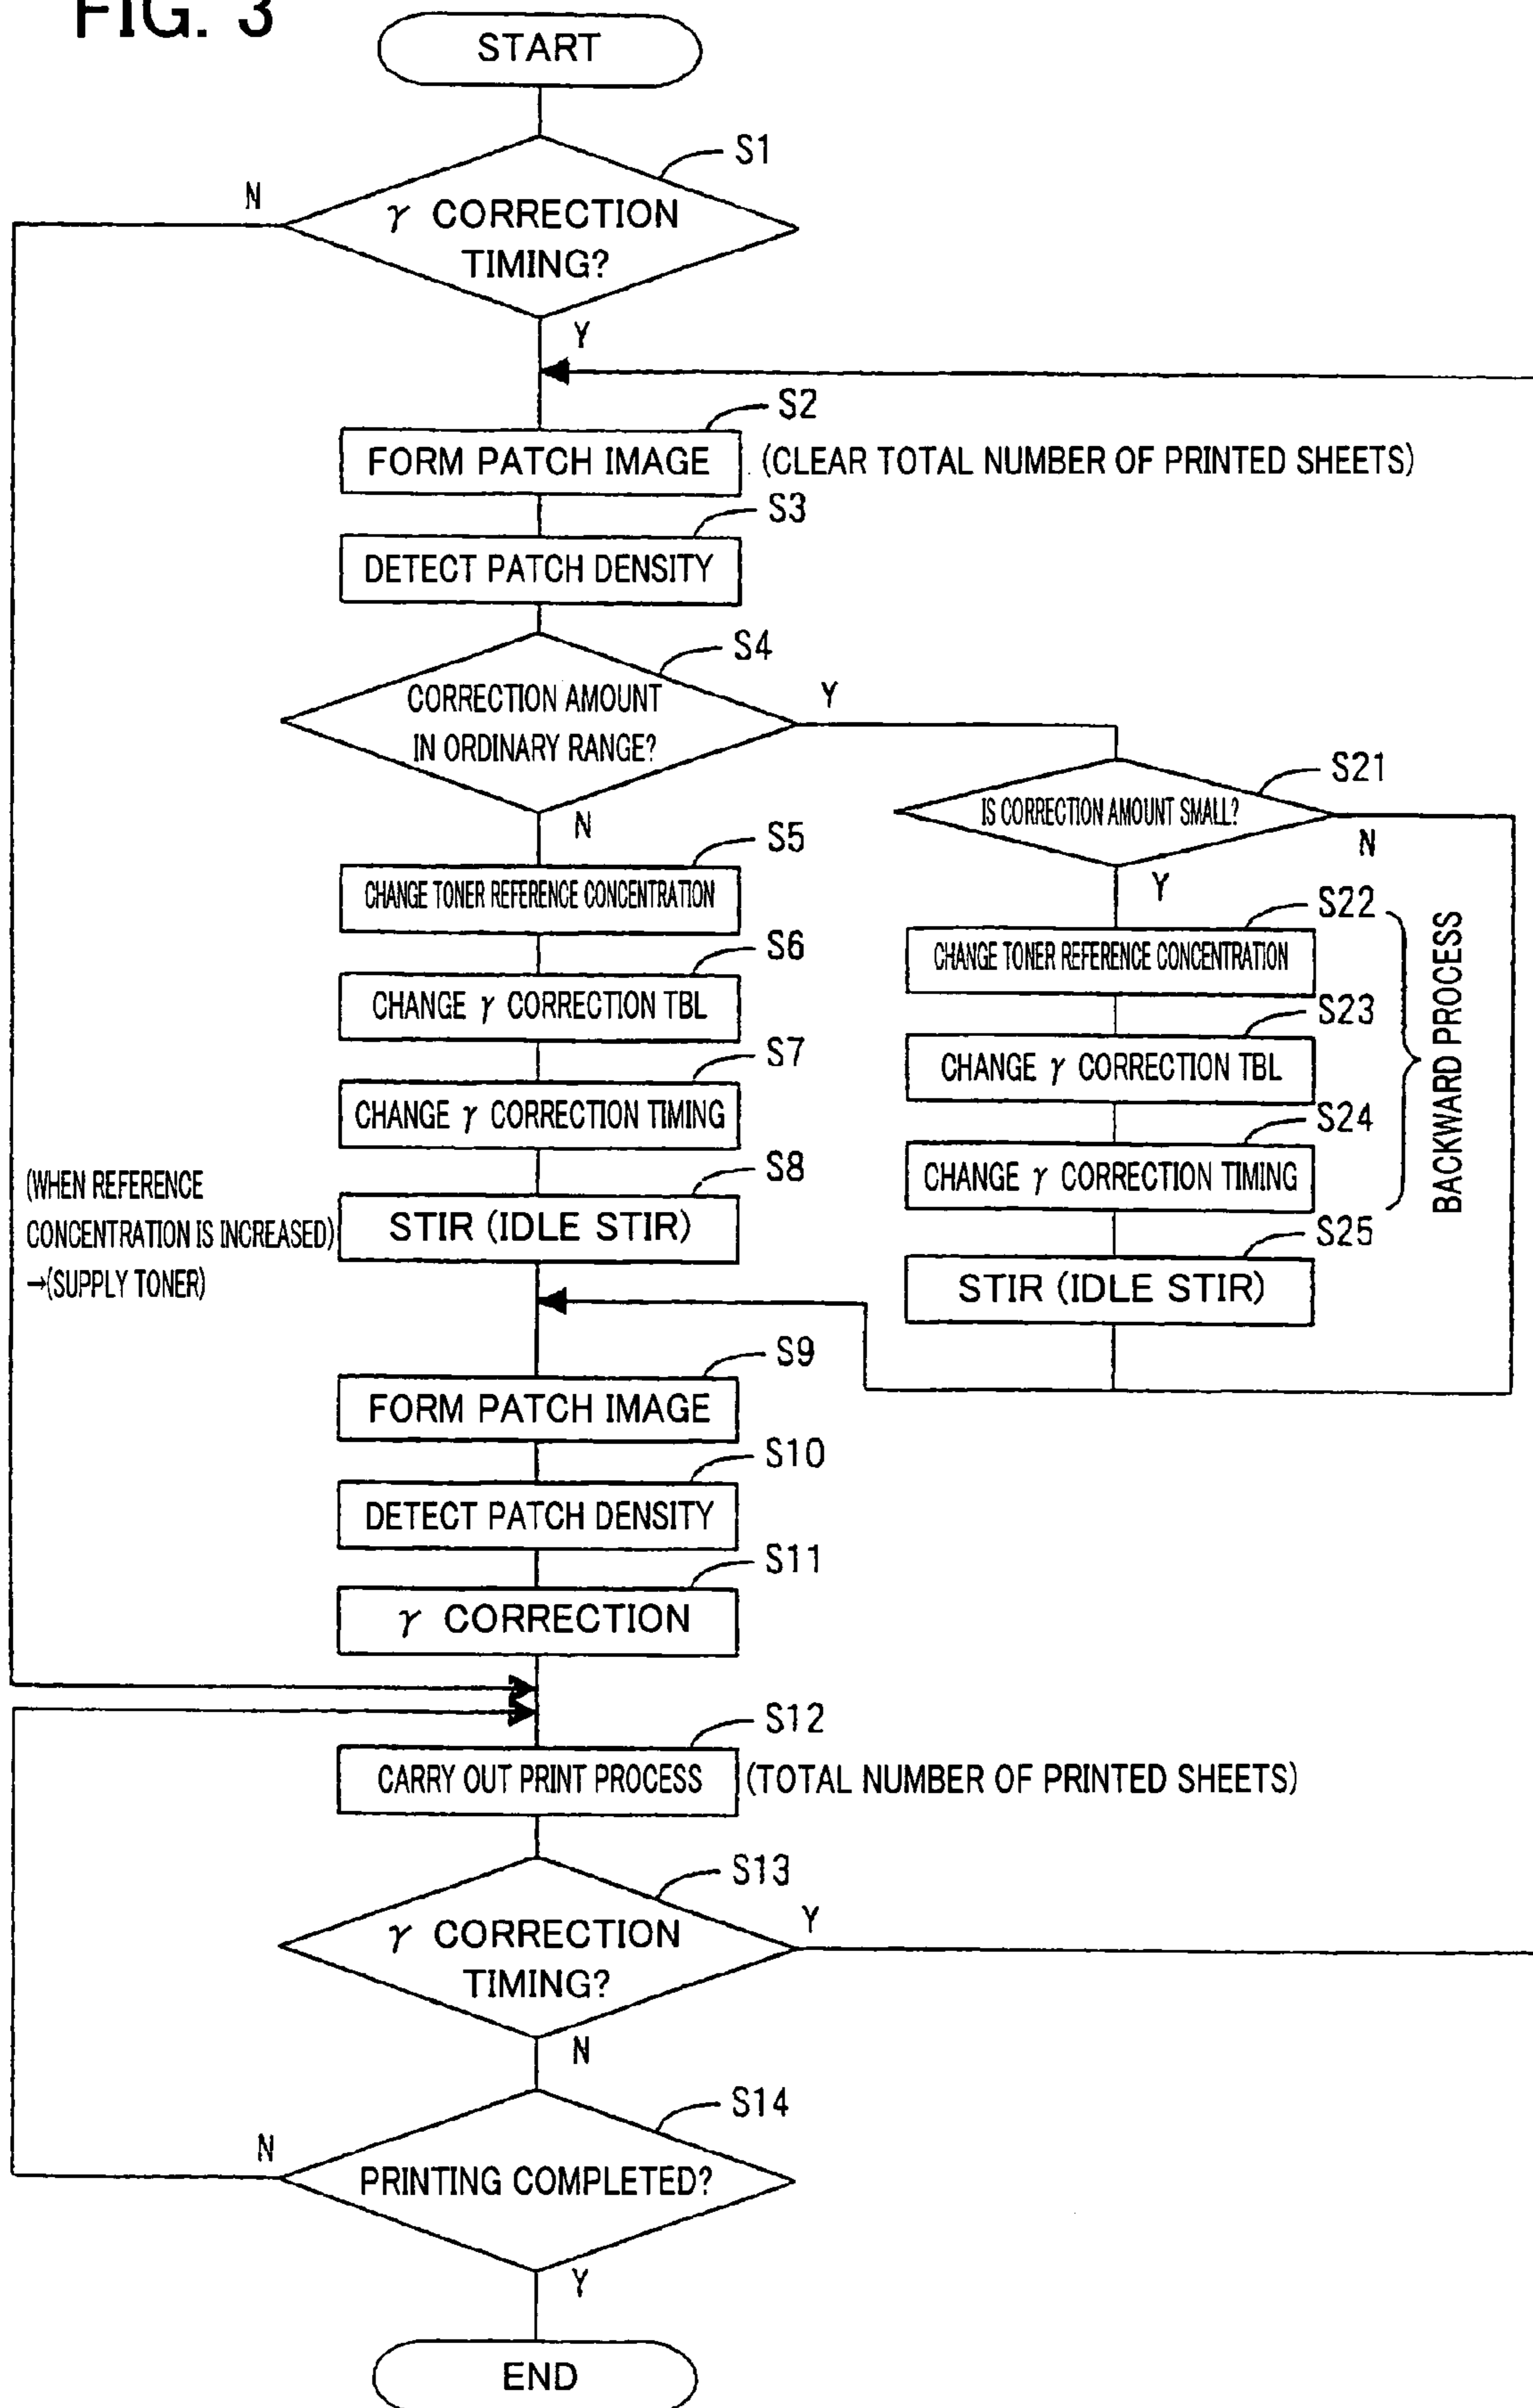 FIG. 3
START
S1
N
γ CORRECTION
TIMING?
Y
S2
FORM PATCH IMAGE
(CLEAR TOTAL NUMBER OF PRINTED SHEETS)
S3
DETECT PATCH DENSITY
S4
CORRECTION AMOUNT
IN ORDINARY RANGE?
Y
N
S21
IS CORRECTION AMOUNT SMALL?
N
Y
S5
CHANGE TONER REFERENCE CONCENTRATION
S6
CHANGE γ CORRECTION TBL
S7
CHANGE γ CORRECTION TIMING
S8
STIR (IDLE STIR)
(WHEN REFERENCE
CONCENTRATION IS INCREASED)
→(SUPPLY TONER)
S22
CHANGE TONER REFERENCE CONCENTRATION
S23
CHANGE γ CORRECTION TBL
S24
CHANGE γ CORRECTION TIMING
BACKWARD PROCESS
S25
STIR (IDLE STIR)
S9
FORM PATCH IMAGE
S10
DETECT PATCH DENSITY
S11
γ CORRECTION
S12
CARRY OUT PRINT PROCESS
(TOTAL NUMBER OF PRINTED SHEETS)
S13
γ CORRECTION
TIMING?
Y
N
S14
N
PRINTING COMPLETED?
Y
END